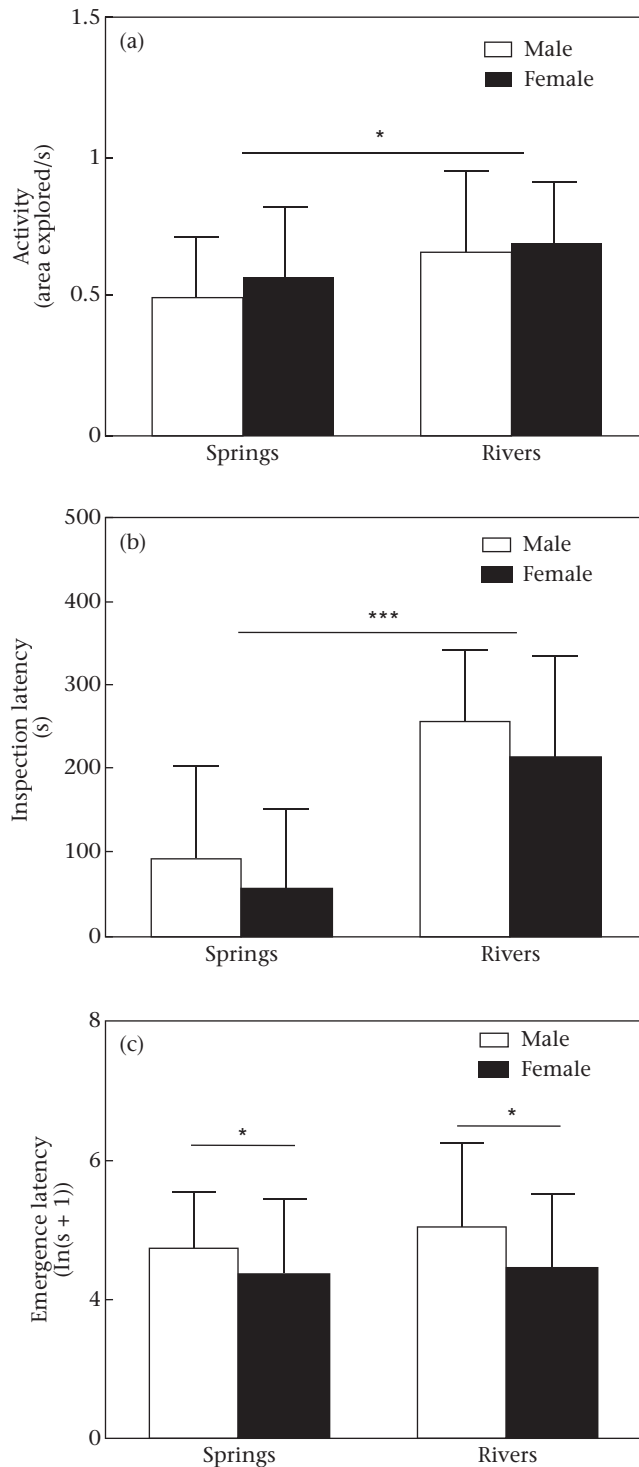 1.5
(a)
Male
Female
*
1
Activity
(area explored/s)
0.5
0
Springs Rivers
500
(b)
Male
Female
400
***
300
Inspection latency
(s)
200
100
0
Springs Rivers
8
(c)
Male
Female
*
*
6
Emergence latency
(ln(s + 1))
4
0
Springs Rivers